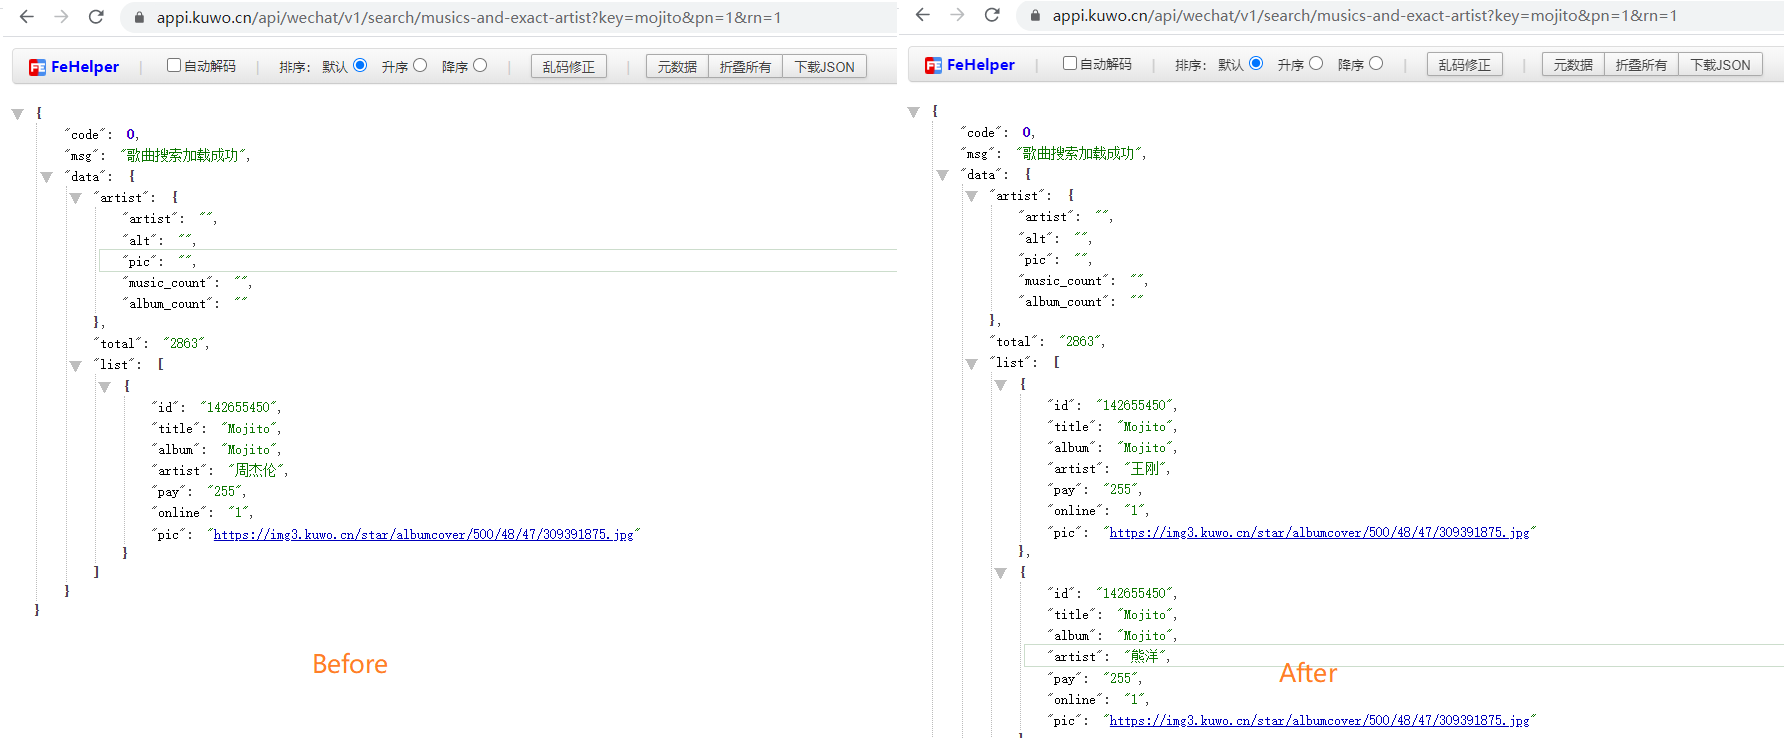 appi.kuwo.cn/api/wechat/v1/search/musics-and-exact-artist?key=mojito&pn=1&rn=1
FeHelper | 自动解码 | 排序: 默认 升序 降序 | 乱码修正 | 元数据 折叠所有 下载JSON
{
"code": 0,
"msg": "歌曲搜索加载成功",
"data": {
"artist": {
"artist": "",
"alt": "",
"pic": "",
"music_count": "",
"album_count": ""
},
"total": "2863",
"list": [
{
"id": "142655450",
"title": "Mojito",
"album": "Mojito",
"artist": "周杰伦",
"pay": "255",
"online": "1",
"pic": "https://img3.kuwo.cn/star/albumcover/500/48/47/309391875.jpg"
}
]
}
}
Before
appi.kuwo.cn/api/wechat/v1/search/musics-and-exact-artist?key=mojito&pn=1&rn=1
FeHelper | 自动解码 | 排序: 默认 升序 降序 | 乱码修正 | 元数据 折叠所有 下载JSON
{
"code": 0,
"msg": "歌曲搜索加载成功",
"data": {
"artist": {
"artist": "",
"alt": "",
"pic": "",
"music_count": "",
"album_count": ""
},
"total": "2863",
"list": [
{
"id": "142655450",
"title": "Mojito",
"album": "Mojito",
"artist": "王刚",
"pay": "255",
"online": "1",
"pic": "https://img3.kuwo.cn/star/albumcover/500/48/47/309391875.jpg"
},
{
"id": "142655450",
"title": "Mojito",
"album": "Mojito",
"artist": "熊洋",
"pay": "255",
"online": "1",
"pic": "https://img3.kuwo.cn/star/albumcover/500/48/47/309391875.jpg"
After